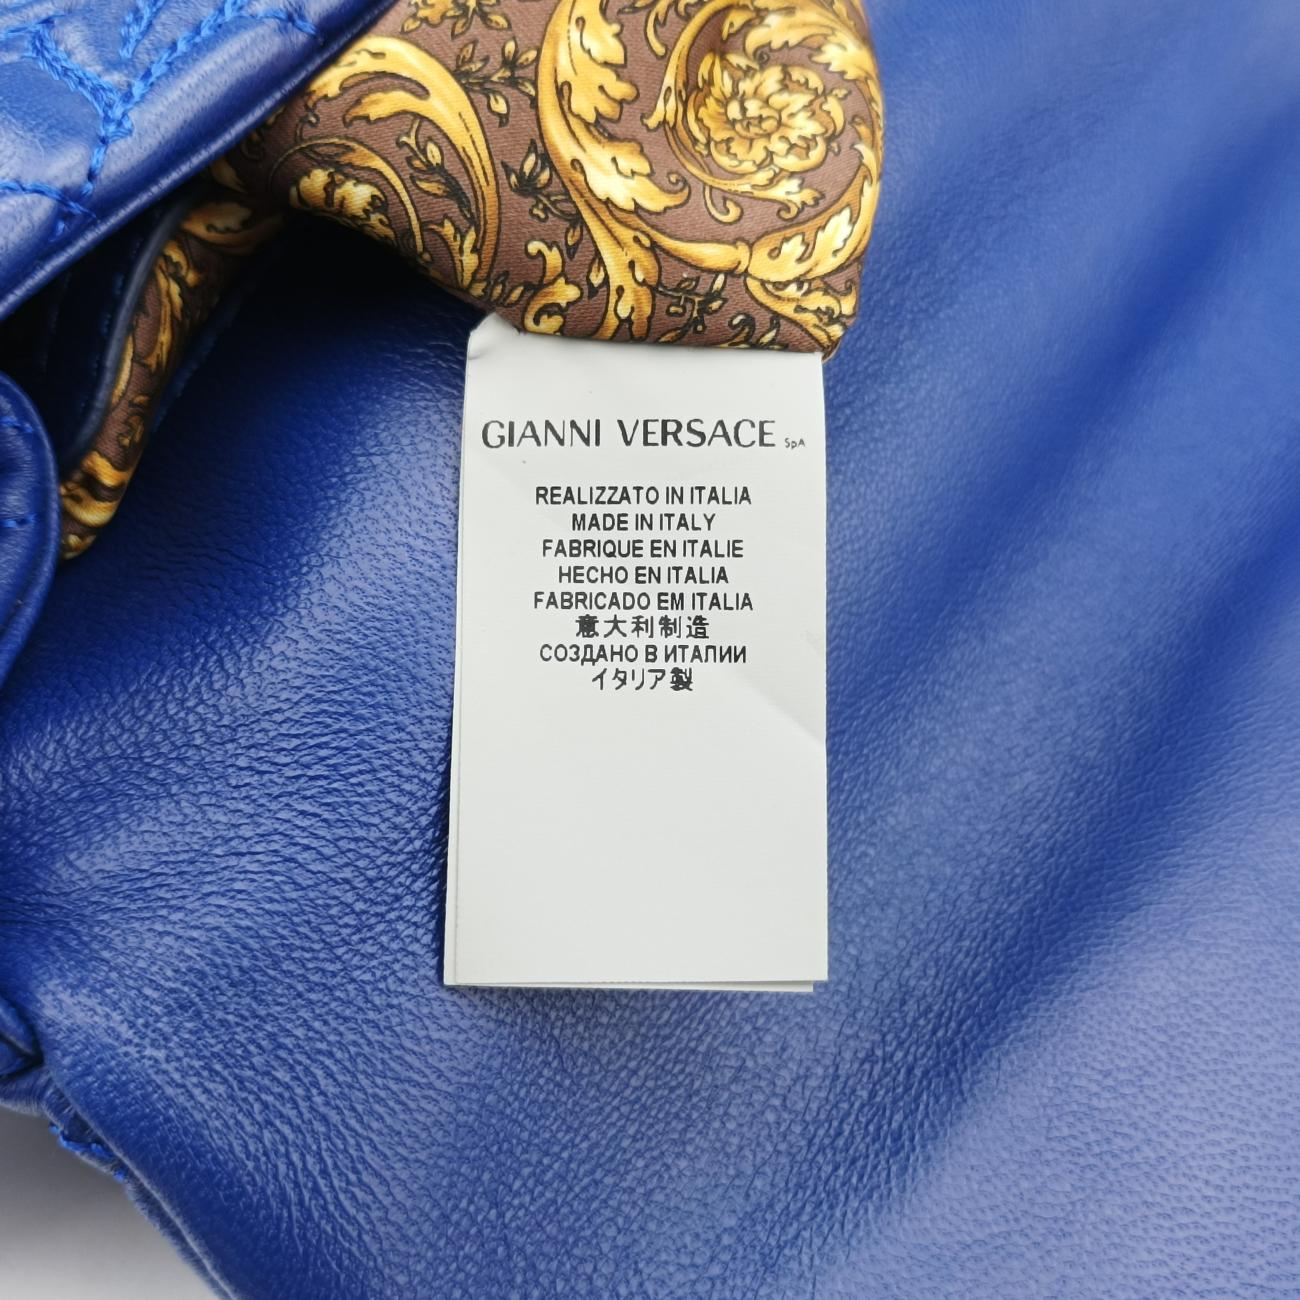 GIANNI VERSACE SpA
REALIZZATO IN ITALIA
MADE IN ITALY
FABRIQUE EN ITALIE
HECHO EN ITALIA
FABRICADO EM ITALIA
意大利制造
СОЗДАНО В ИТАЛИИ
イタリア製